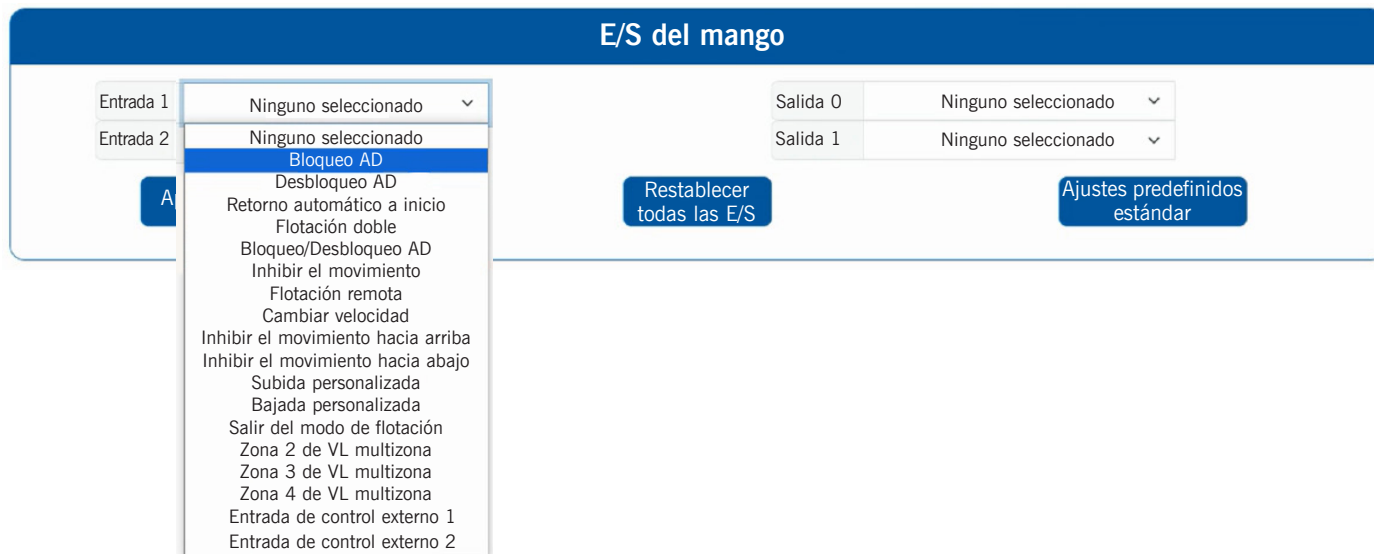 E/S del mango
Entrada 1
Ninguno seleccionado
Salida 0
Ninguno seleccionado
Entrada 2
Salida 1
Ninguno seleccionado
Ninguno seleccionado
Bloqueo AD
Desbloqueo AD
Retorno automático a inicio
Flotación doble
Bloqueo/Desbloqueo AD
Inhibir el movimiento
Flotación remota
Cambiar velocidad
Inhibir el movimiento hacia arriba
Inhibir el movimiento hacia abajo
Subida personalizada
Bajada personalizada
Salir del modo de flotación
Zona 2 de VL multizona
Zona 3 de VL multizona
Zona 4 de VL multizona
Entrada de control externo 1
Entrada de control externo 2
Restablecer
todas las E/S
Ajustes predefinidos
estándar